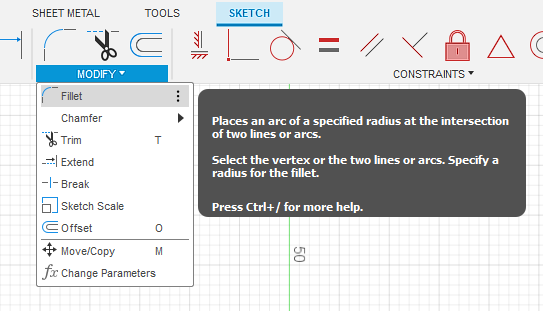 SHEET METAL TOOLS SKETCH
MODIFY CONSTRAINTS
Fillet
Chamfer
Trim T
Extend
Break
Sketch Scale
Offset O
Move/Copy M
fx Change Parameters
Places an arc of a specified radius at the intersection
of two lines or arcs.
Select the vertex or the two lines or arcs. Specify a
radius for the fillet.
Press Ctrl+/ for more help.
50